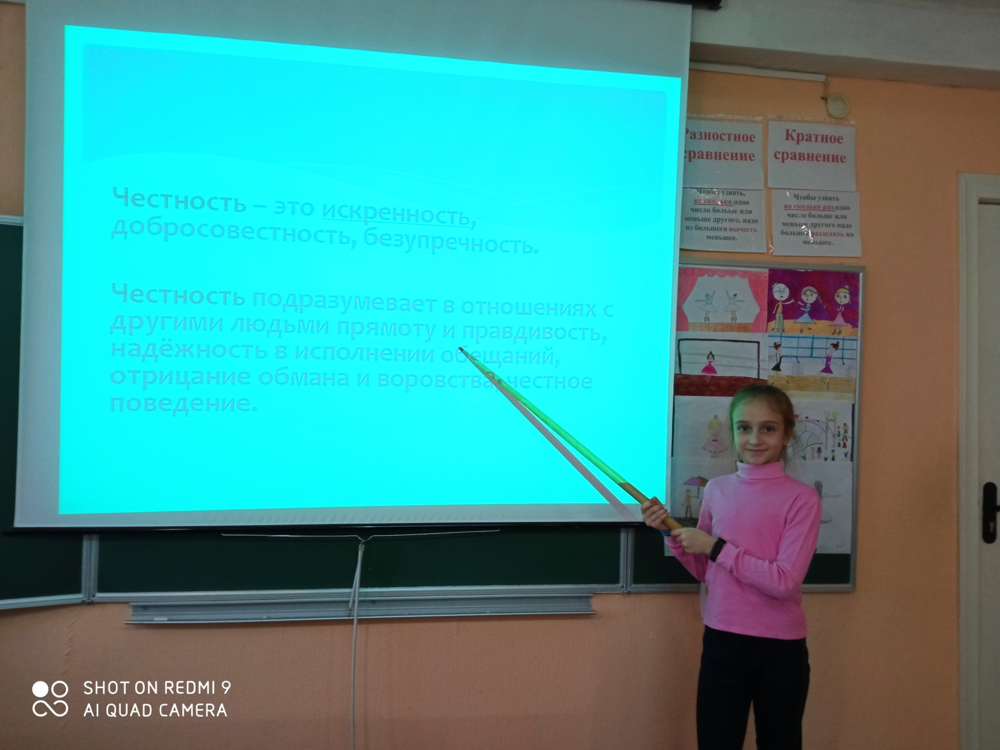 Честность – это искренность,
добросовестность, безупречность.
Честность подразумевает в отношениях с
другими людьми прямоту и правдивость,
надёжность в исполнении обещаний,
отрицание обмана и воровства, честное
поведение.
Разностное
сравнение
Чтобы узнать,
на сколько одно
число больше или
меньше другого, надо
из большего вычесть
меньшее.
Кратное
сравнение
Чтобы узнать
во сколько раз одно
число больше или
меньше другого надо
большее разделить на
меньшее.
SHOT ON REDMI 9
AI QUAD CAMERA